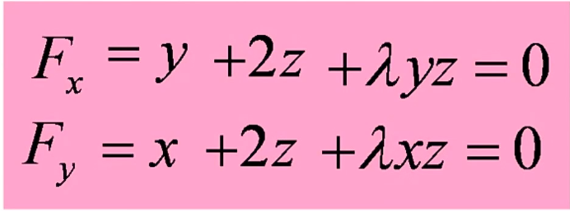 F_x = y +2z +λyz = 0
F_y = x +2z +λxz = 0